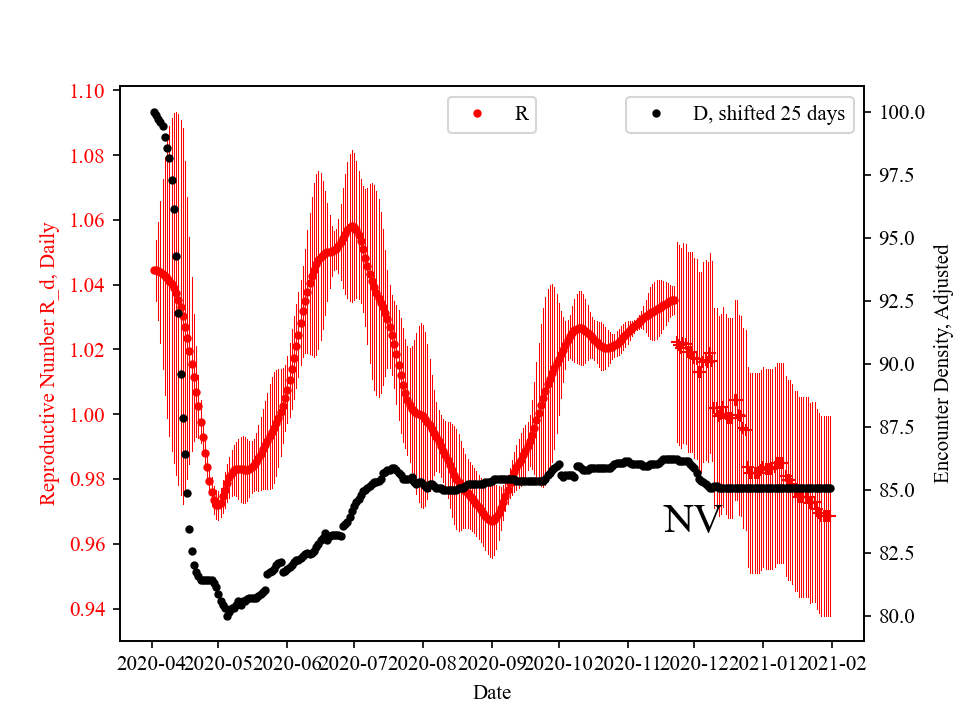 R
D, shifted 25 days
Reproductive Number R_d, Daily
1.10
1.08
1.06
1.04
1.02
1.00
0.98
0.96
0.94
100.0
97.5
95.0
92.5
90.0
87.5
85.0
82.5
80.0
Encounter Density, Adjusted
NV
2020-04 2020-05 2020-06 2020-07 2020-08 2020-09 2020-10 2020-11 2020-12 2021-01 2021-02
Date